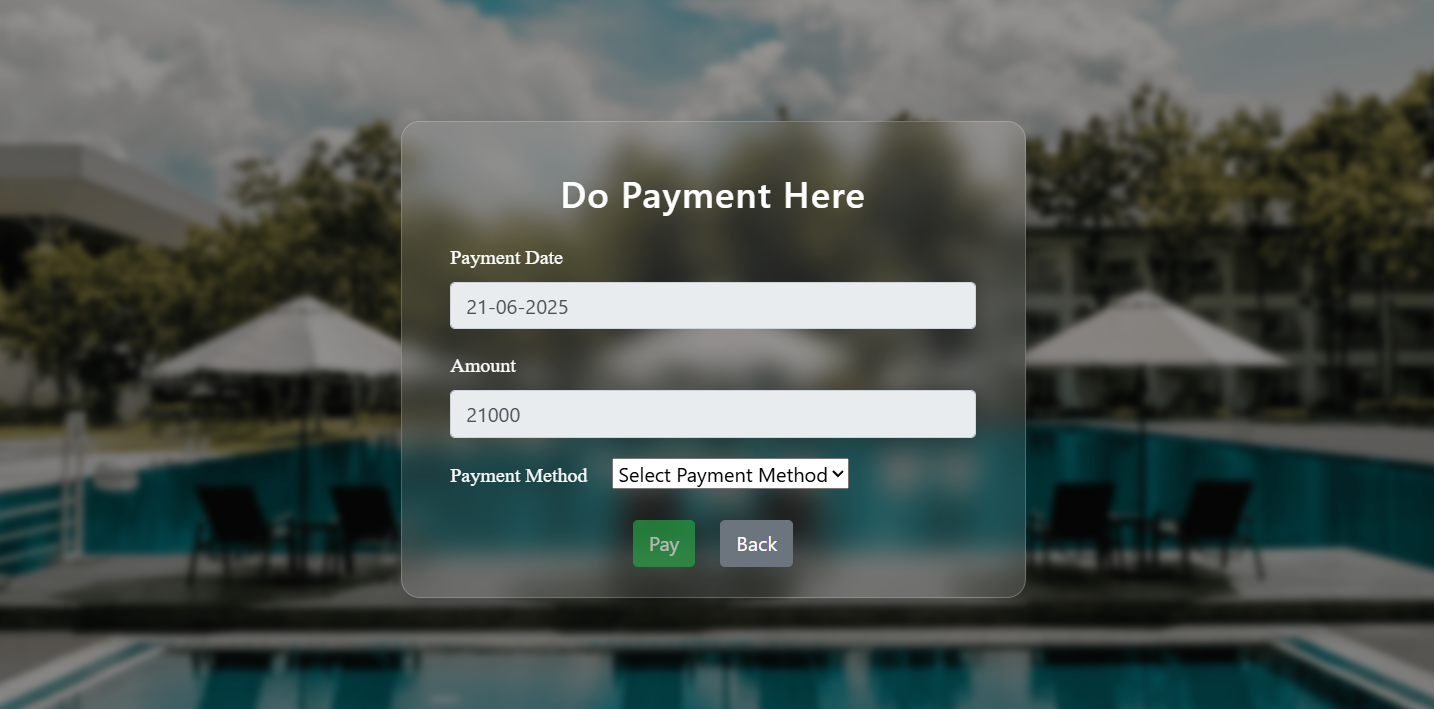 Do Payment Here
Payment Date
21-06-2025
Amount
21000
Payment Method Select Payment Method
Pay Back